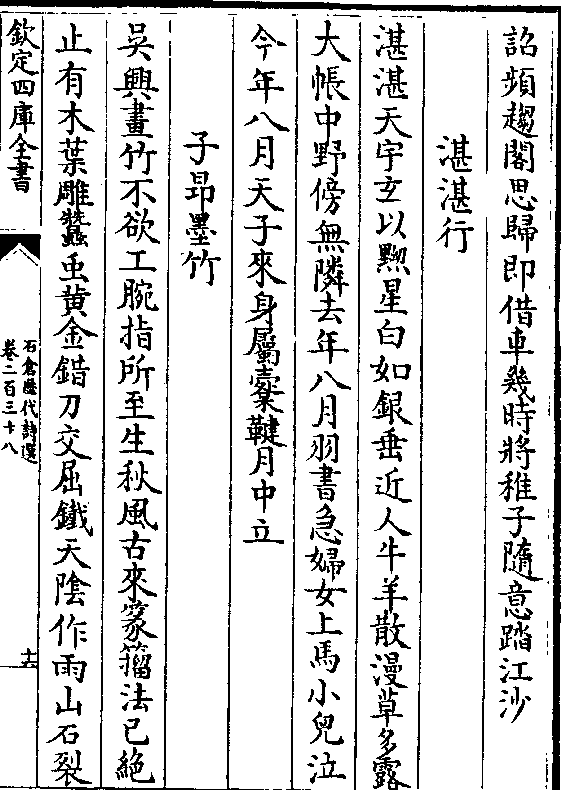 詔頻趨閣思歸即借車幾時將稚子隨意踏江沙
湛湛行
湛湛天宇玄以黝星白如銀垂近人牛羊散漫草多露
大帳中野傍無隣去年八月羽書急婦女上馬小兒泣
今年八月天子來身屬櫜鞬月中立
子昻墨竹
吳興畫竹不欲工腕指所至生秋風古來篆籀法已絶
止有木葉雕蠶䖝黄金錯刀交屈鐵天陰作雨山石裂
欽定四庫全書
石倉歷代詩選
卷二百三十八
十六